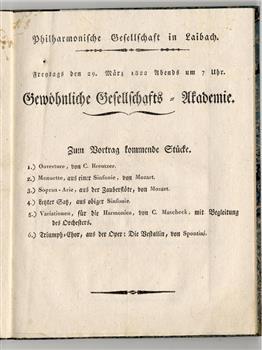 Philharmonische Gesellschaft in Laibach.
Freytags den 29. März 1822 Abends um 7 Uhr.
Gewöhnliche Gesellschafts-Akademie.
Zum Vortrag kommende Stücke.
1.) Ouverture, von C. Kreutzer.
2.) Menuette, aus einer Sinfonie, von Mozart.
3.) Sopran-Arie, aus der Zauberflöte, von Mozart.
4.) Letzter Satz, aus obiger Sinfonie.
5.) Variationen, für die Harmonica, von C. Maschek, mit Begleitung
des Orchesters.
6.) Triumph-Chor, aus der Oper: Die Vestallin, von Spontini.